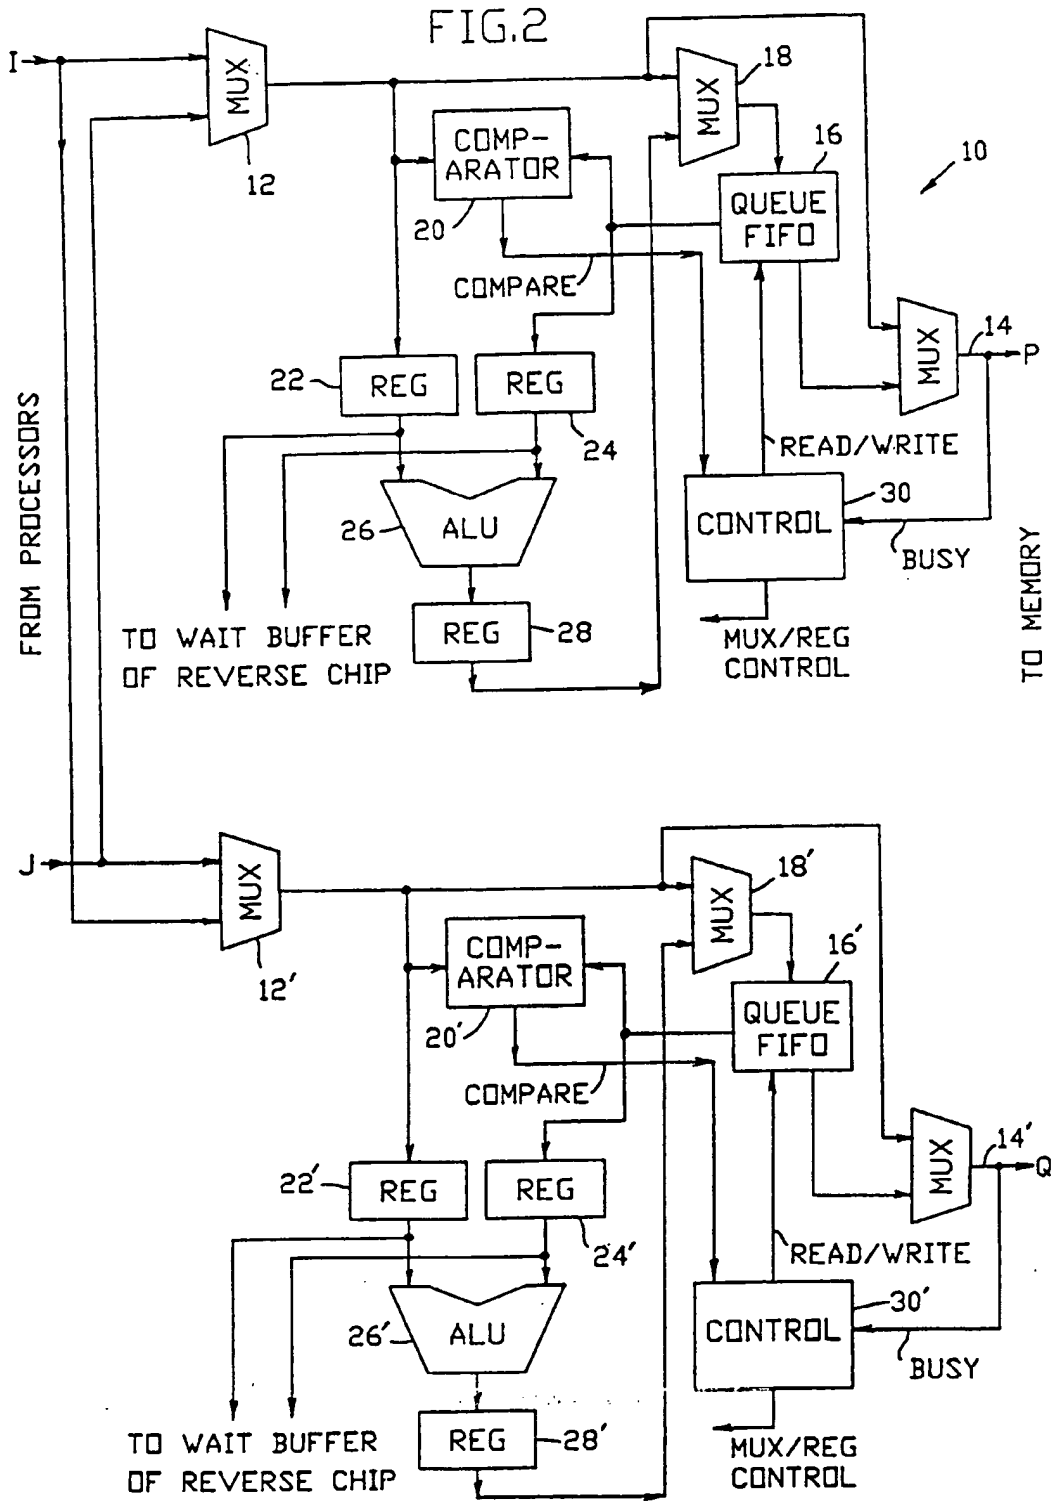 FIG.2
I
MUX
12
COMP-
ARATOR
20
COMPARE
MUX
18
16
QUEUE
FIFO
10
MUX
14
P
22
REG
REG
24
READ/WRITE
26
ALU
CONTROL
30
BUSY
FROM PROCESSORS
TO MEMORY
TO WAIT BUFFER
OF REVERSE CHIP
REG
28
MUX/REG
CONTROL
J
MUX
12'
COMP-
ARATOR
20'
COMPARE
MUX
18'
16'
QUEUE
FIFO
MUX
14'
Q
22'
REG
REG
24'
READ/WRITE
26'
ALU
CONTROL
30'
BUSY
TO WAIT BUFFER
OF REVERSE CHIP
REG
28'
MUX/REG
CONTROL